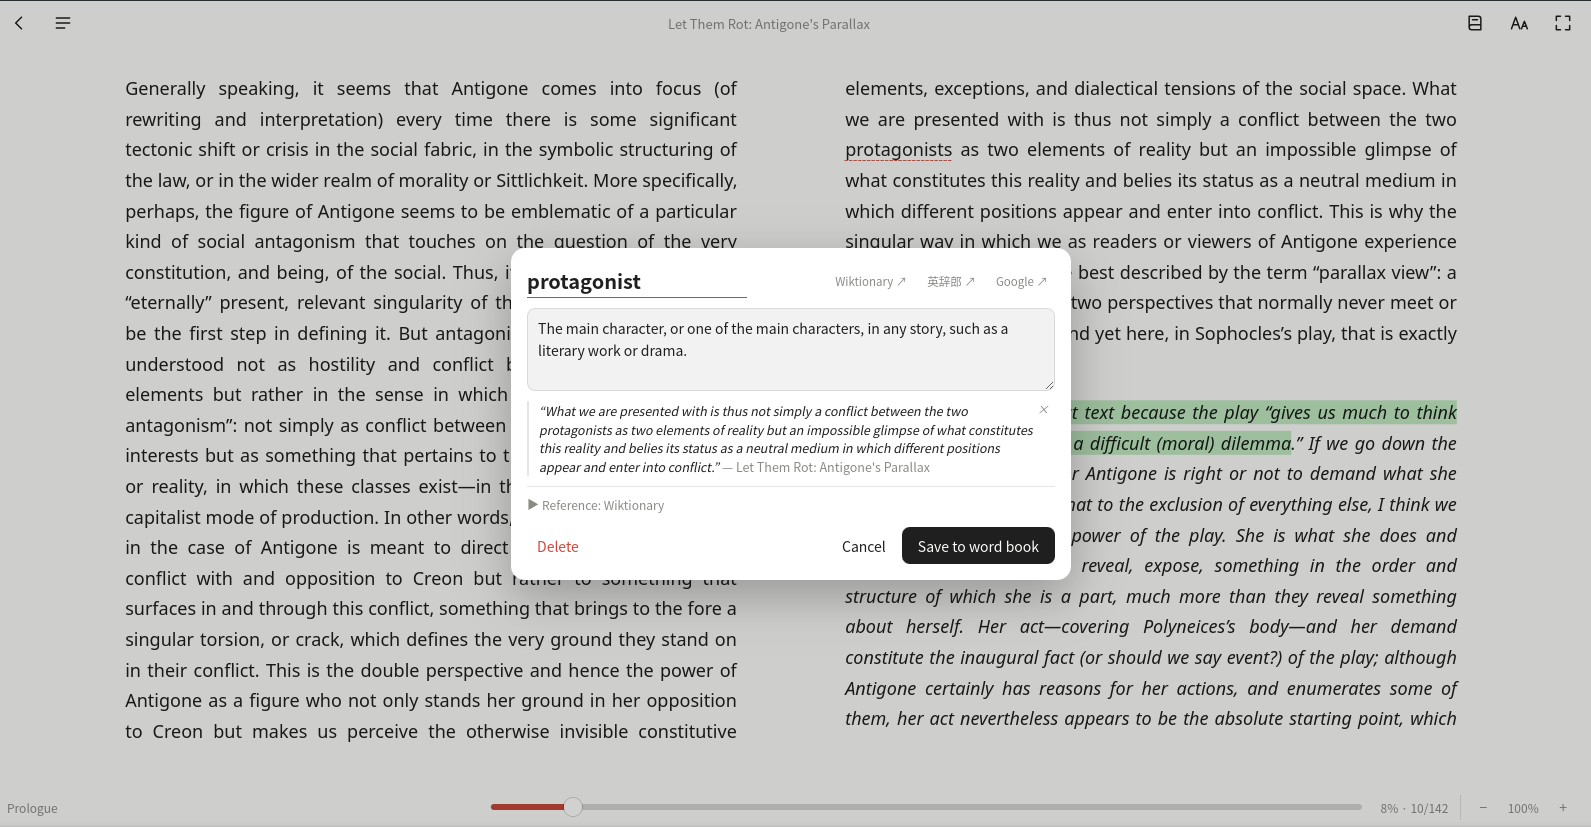 Let Them Rot: Antigone's Parallax
Generally speaking, it seems that Antigone comes into focus (of
rewriting and interpretation) every time there is some significant
tectonic shift or crisis in the social fabric, in the symbolic structuring of
the law, or in the wider realm of morality or Sittlichkeit. More specifically,
perhaps, the figure of Antigone seems to be emblematic of a particular
kind of social antagonism that touches on the question of the very
constitution, and being, of the social. Thus,
“eternally” present, relevant singularity of
be the first step in defining it. But
understood not as hostility and conflict
elements but rather in the sense in which
antagonism”: not simply as conflict between
interests but as something that pertains to
or reality, in which these classes exist—in
capitalist mode of production. In other words,
in the case of Antigone is meant to direct
conflict with and opposition to Creon but rather to something that
surfaces in and through this conflict, something that brings to the fore a
singular torsion, or crack, which defines the very ground they stand on
in their conflict. This is the double perspective and hence the power of
Antigone as a figure who not only stands her ground in her opposition
to Creon but makes us perceive the otherwise invisible constitutive
elements, exceptions, and dialectical tensions of the social space. What
we are presented with is thus not simply a conflict between the two
protagonists as two elements of reality but an impossible glimpse of
what constitutes this reality and belies its status as a neutral medium in
which different positions appear and enter into conflict. This is why the
singular way in which we as readers or viewers of Antigone experience
best described by the term “parallax view”: a
two perspectives that normally never meet or
yet here, in Sophocles’s play, that is exactly
text because the play “gives us much to think
a difficult (moral) dilemma.” If we go down the
Antigone is right or not to demand what she
to the exclusion of everything else, I think we
power of the play. She is what she does and
reveal, expose, something in the order and
structure of which she is a part, much more than they reveal something
about herself. Her act—covering Polyneices’s body—and her demand
constitute the inaugural fact (or should we say event?) of the play; although
Antigone certainly has reasons for her actions, and enumerates some of
them, her act nevertheless appears to be the absolute starting point, which
protagonist
Wiktionary ↗ 英辞郎 ↗ Google ↗
The main character, or one of the main characters, in any story, such as a
literary work or drama.
“What we are presented with is thus not simply a conflict between the two
protagonists as two elements of reality but an impossible glimpse of what constitutes
this reality and belies its status as a neutral medium in which different positions
appear and enter into conflict.” — Let Them Rot: Antigone's Parallax
Reference: Wiktionary
Delete Cancel Save to word book
Prologue 8% · 10/142 − 100% +